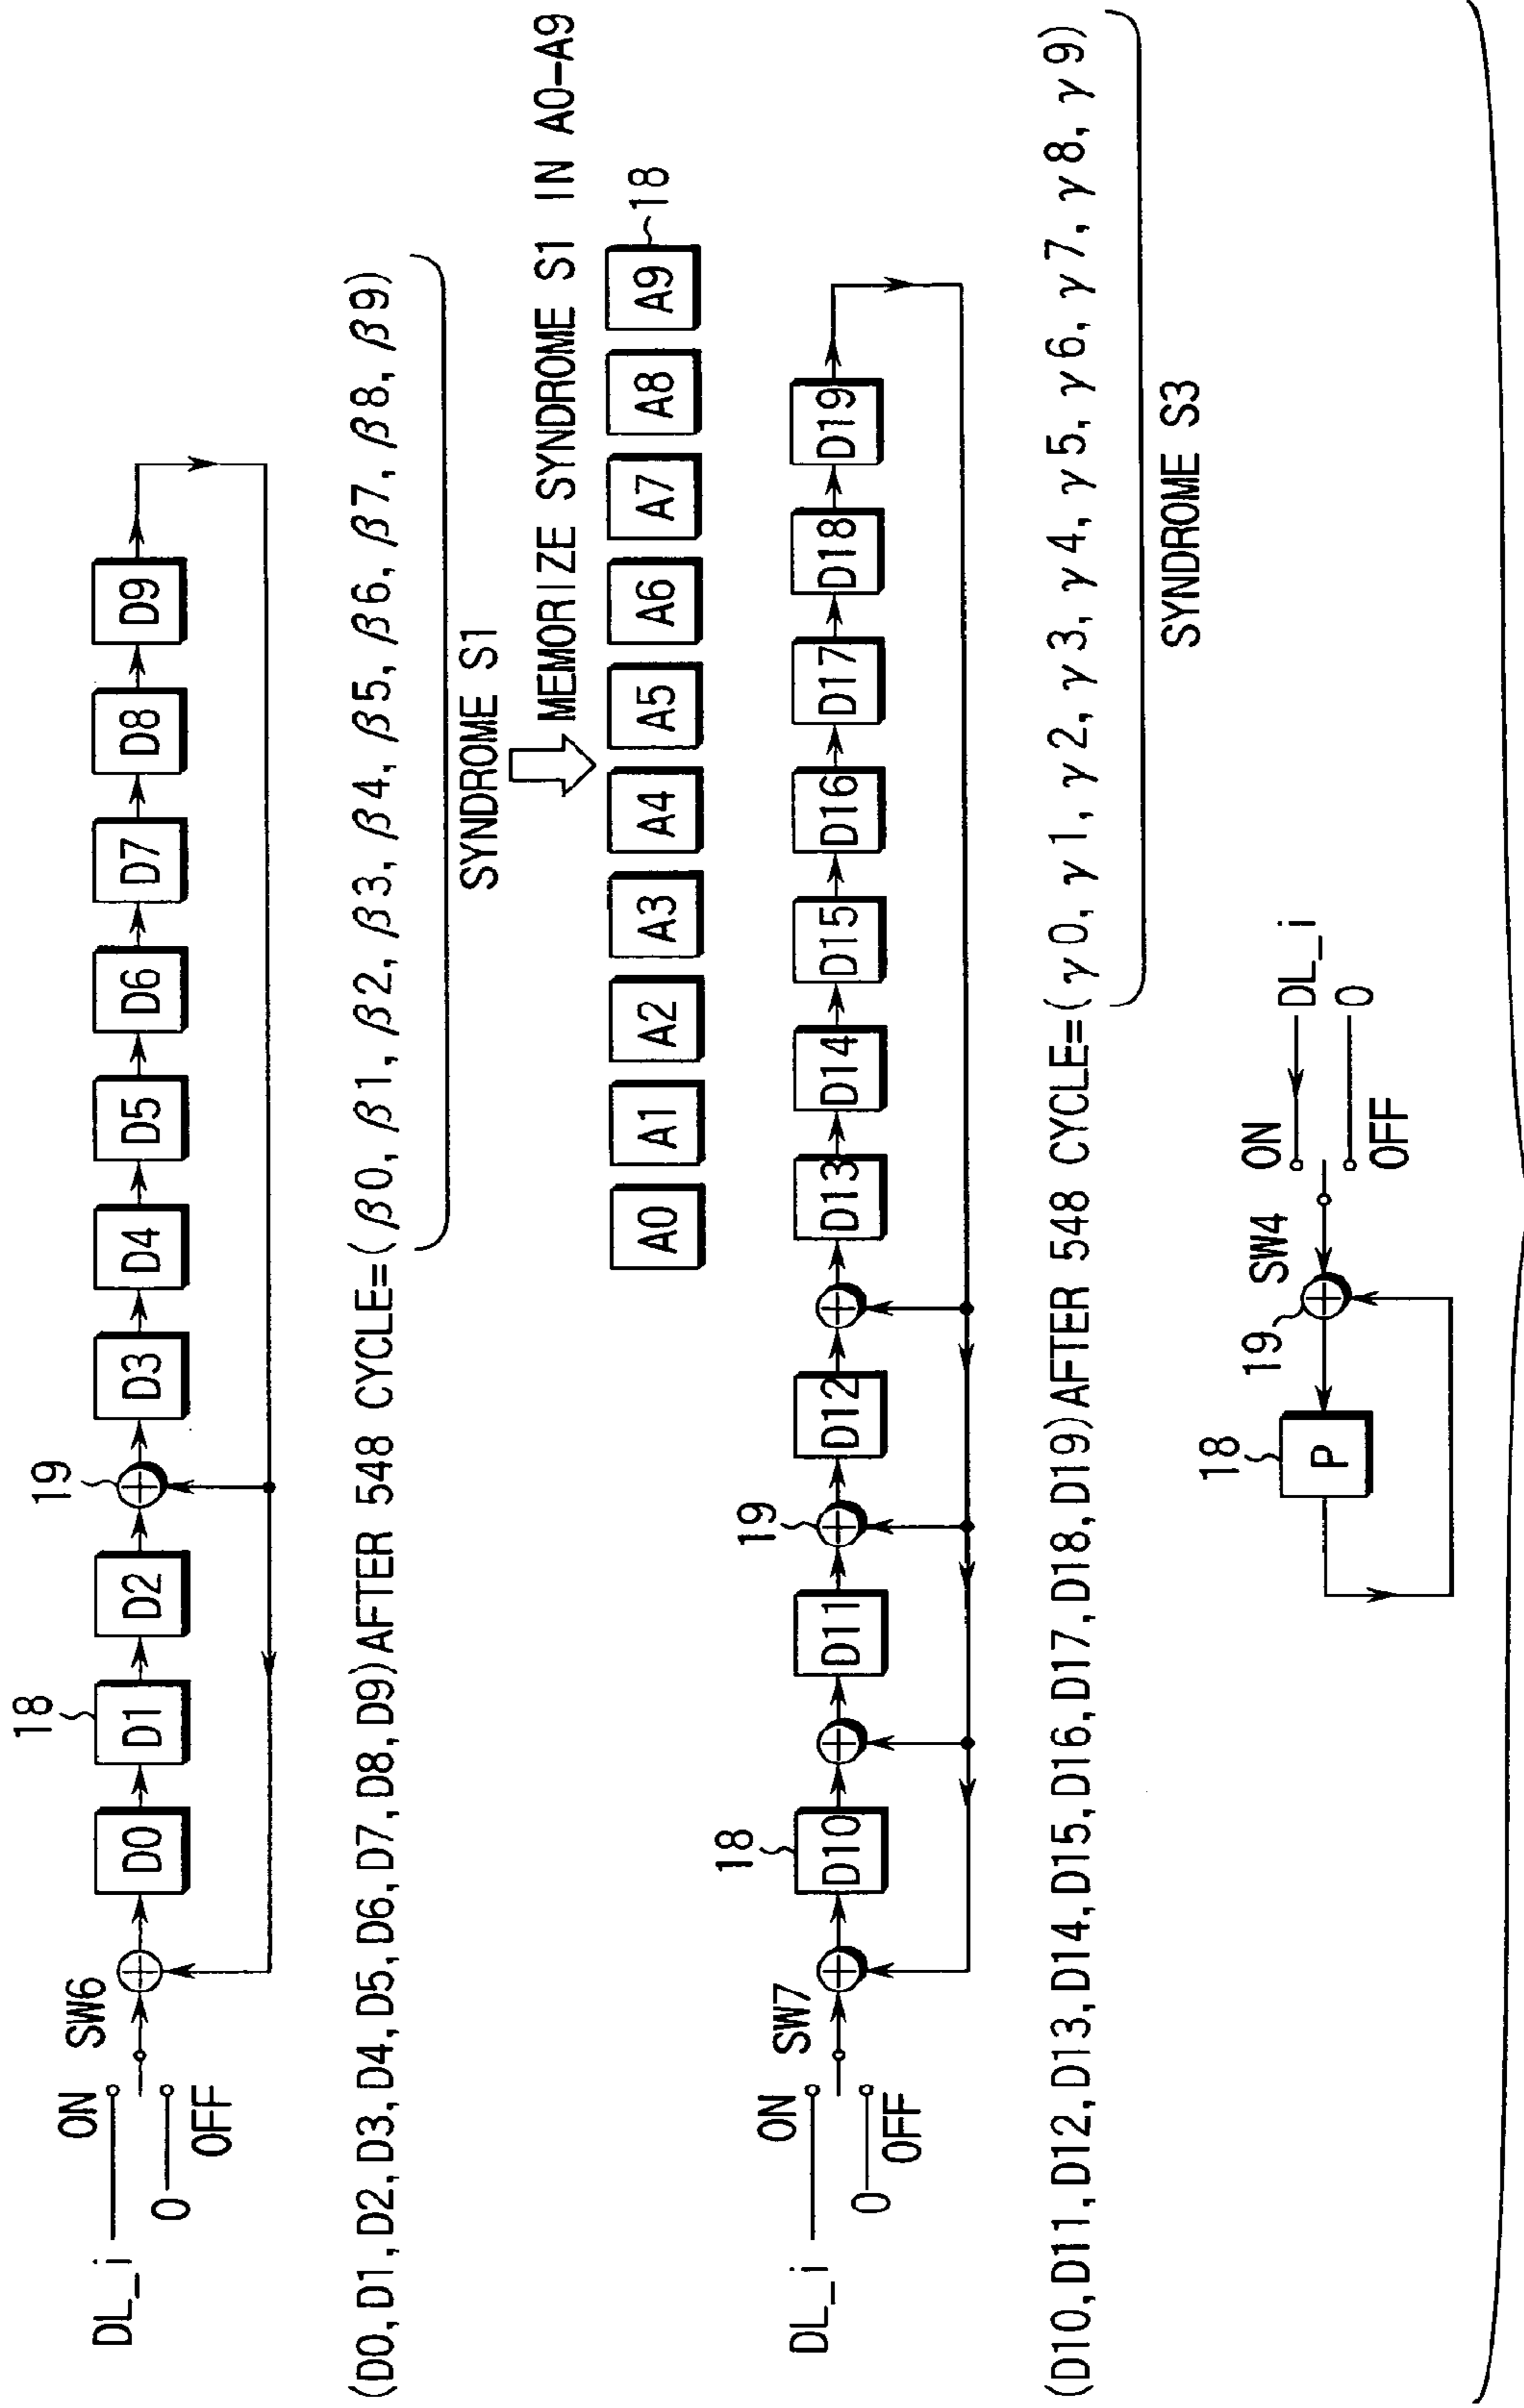 DL_i
ON
OFF
0
SW6
18
19
D0 D1 D2 D3 D4 D5 D6 D7 D8 D9
(D0,D1,D2,D3,D4,D5,D6,D7,D8,D9)AFTER 548 CYCLE=(β0,β1,β2,β3,β4,β5,β6,β7,β8,β9)
SYNDROME S1
MEMORIZE SYNDROME S1 IN A0-A9
A0 A1 A2 A3 A4 A5 A6 A7 A8 A9
18
DL_i
ON
OFF
0
SW7
18
19
D10 D11 D12 D13 D14 D15 D16 D17 D18 D19
(D10,D11,D12,D13,D14,D15,D16,D17,D18,D19)AFTER 548 CYCLE=(γ0,γ1,γ2,γ3,γ4,γ5,γ6,γ7,γ8,γ9)
SYNDROME S3
18
P
19
SW4
ON
OFF
DL_i
0